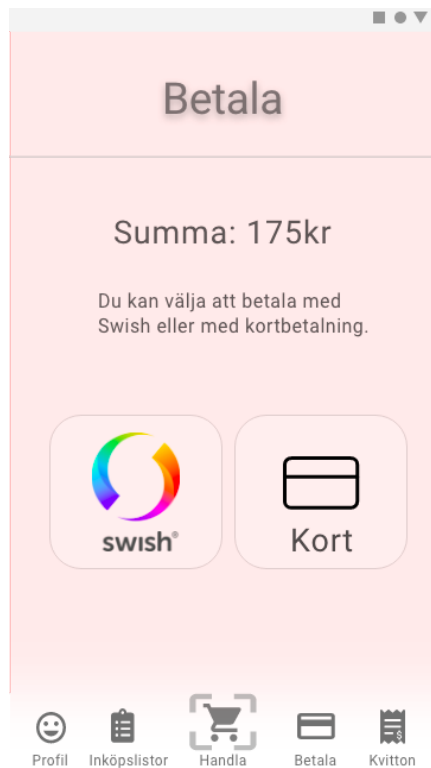 Betala
Summa: 175kr
Du kan välja att betala med
Swish eller med kortbetalning.
swish®
Kort
Profil
Inköpslistor
Handla
Betala
Kvitton